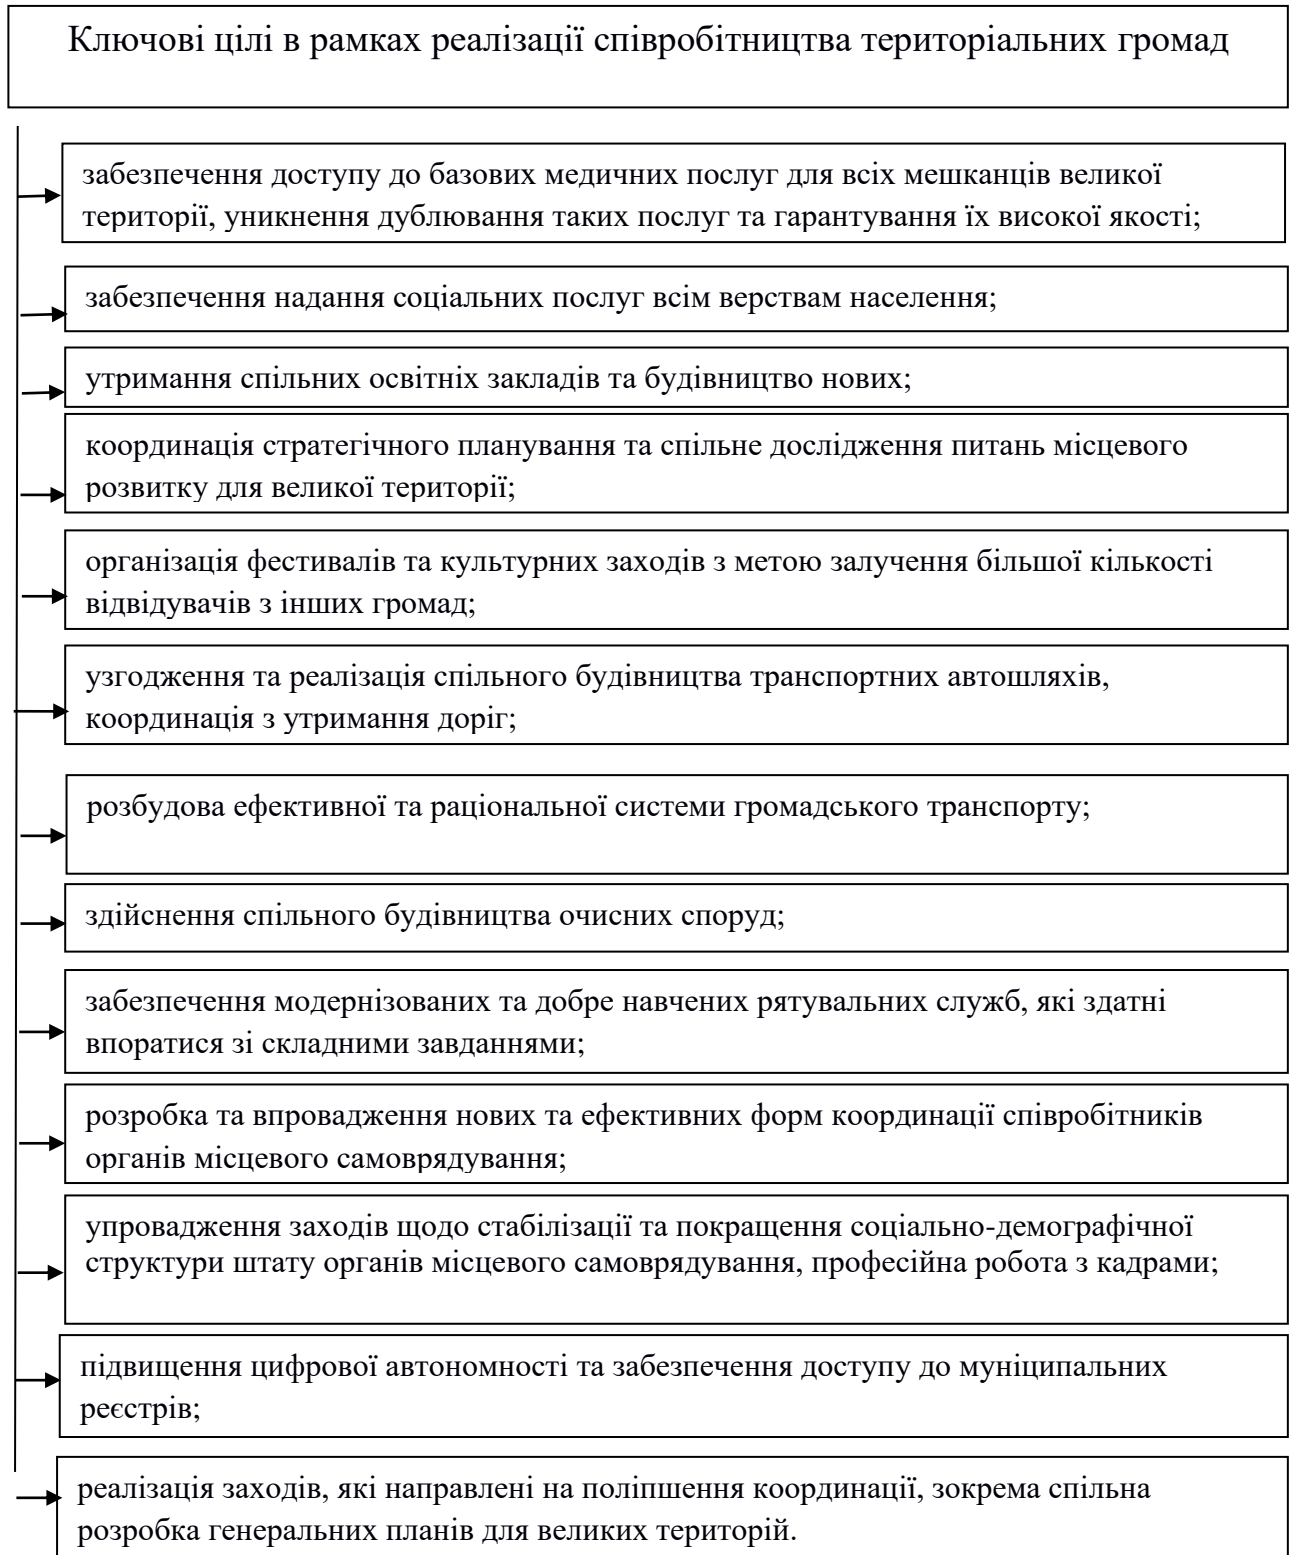 Ключові цілі в рамках реалізації співробітництва територіальних громад
забезпечення доступу до базових медичних послуг для всіх мешканців великої
території, уникнення дублювання таких послуг та гарантування їх високої якості;
забезпечення надання соціальних послуг всім верствам населення;
утримання спільних освітніх закладів та будівництво нових;
координація стратегічного планування та спільне дослідження питань місцевого
розвитку для великої території;
організація фестивалів та культурних заходів з метою залучення більшої кількості
відвідувачів з інших громад;
узгодження та реалізація спільного будівництва транспортних автошляхів,
координація з утримання доріг;
розбудова ефективної та раціональної системи громадського транспорту;
здійснення спільного будівництва очисних споруд;
забезпечення модернізованих та добре навчених рятувальних служб, які здатні
впоратися зі складними завданнями;
розробка та впровадження нових та ефективних форм координації співробітників
органів місцевого самоврядування;
упровадження заходів щодо стабілізації та покращення соціально-демографічної
структури штату органів місцевого самоврядування, професійна робота з кадрами;
підвищення цифрової автономності та забезпечення доступу до муніципальних
реєстрів;
реалізація заходів, які направлені на поліпшення координації, зокрема спільна
розробка генеральних планів для великих територій.